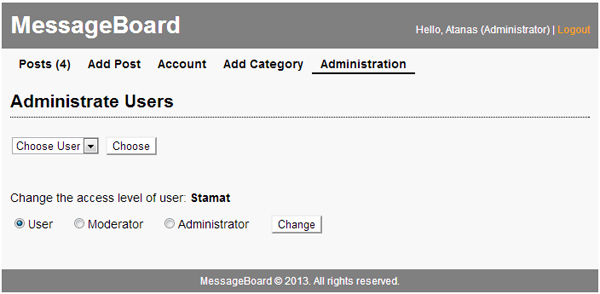 MessageBoard
Hello, Atanas (Administrator) | Logout
Posts (4) Add Post Account Add Category Administration
Administrate Users
Choose User Choose
Change the access level of user: Stamat
User Moderator Administrator Change
MessageBoard © 2013. All rights reserved.